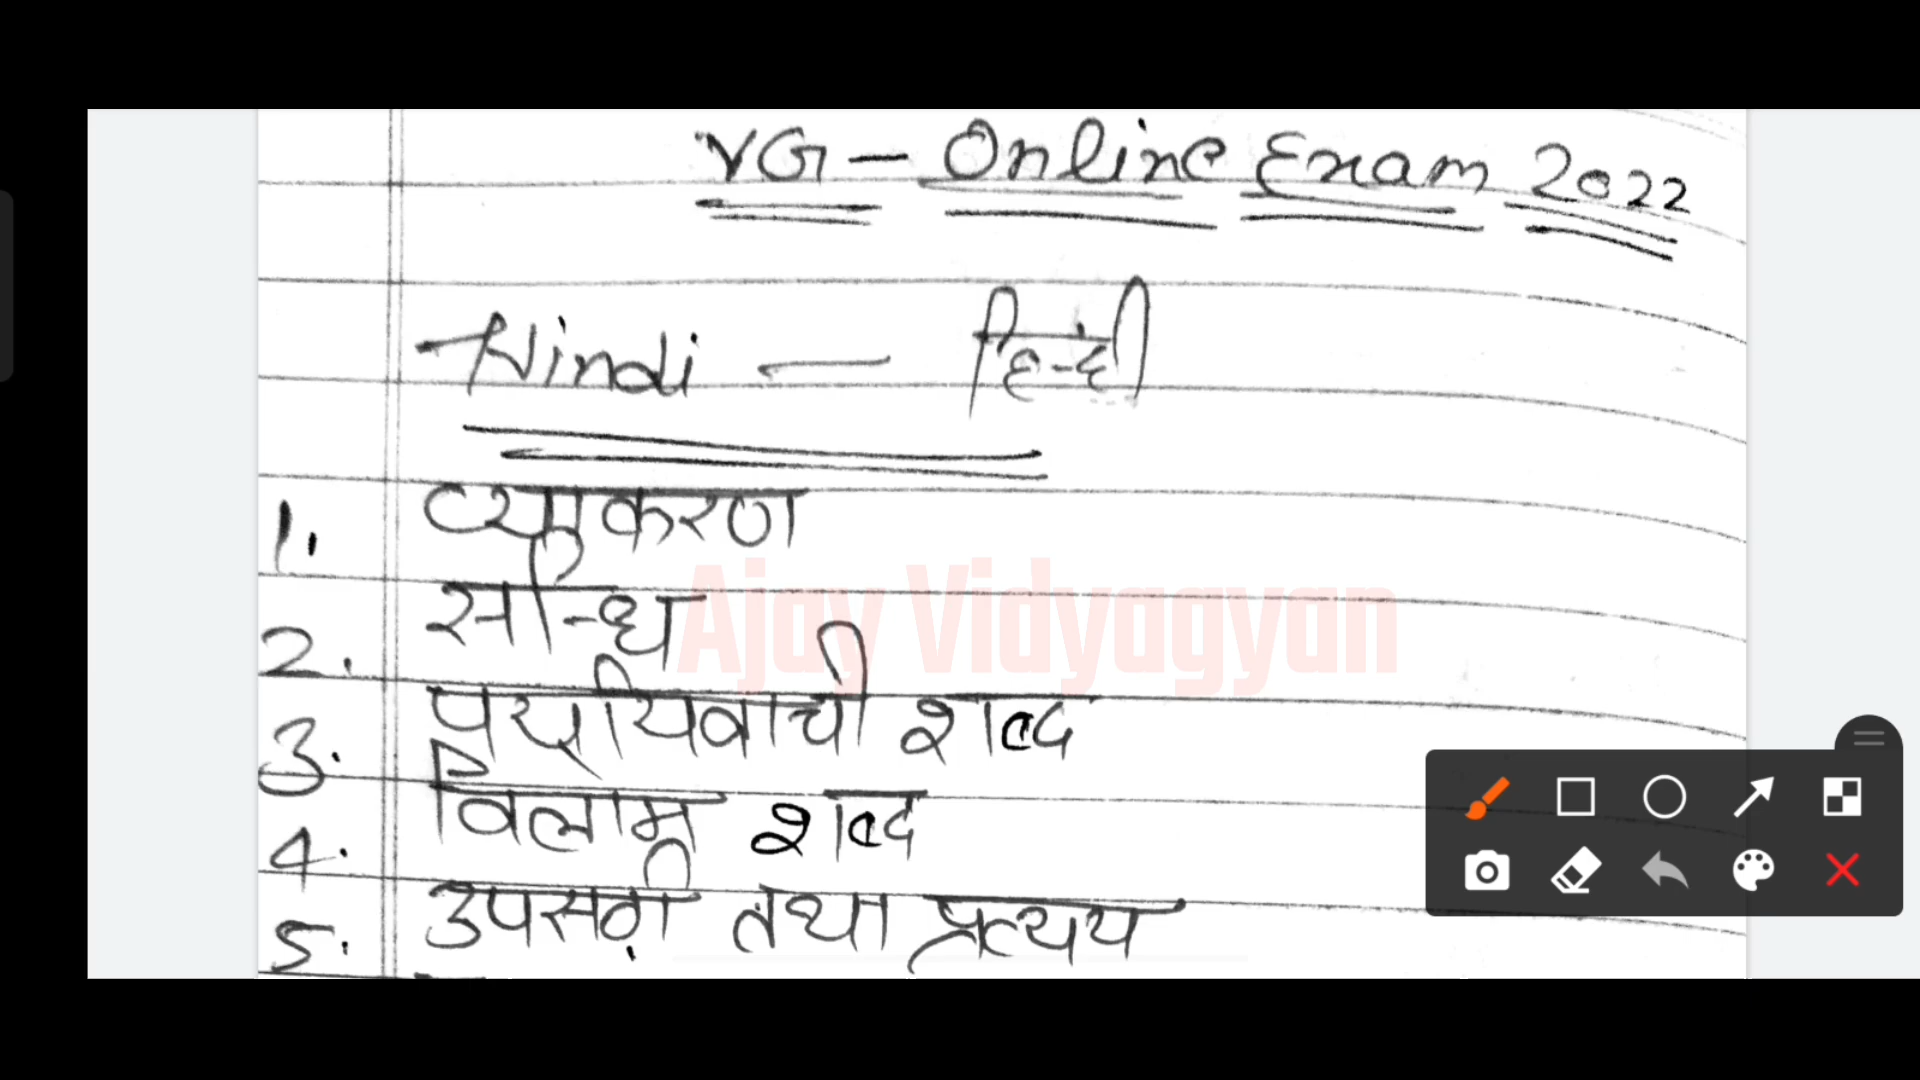 VG - Online Exam 2022
Hindi - हिन्दी
1. व्याकरण
2. सन्धि
3. पर्यायवाची शब्द
4. विलोम शब्द
5. उपसर्ग तथा प्रत्यय
Ajay Vidyagyan